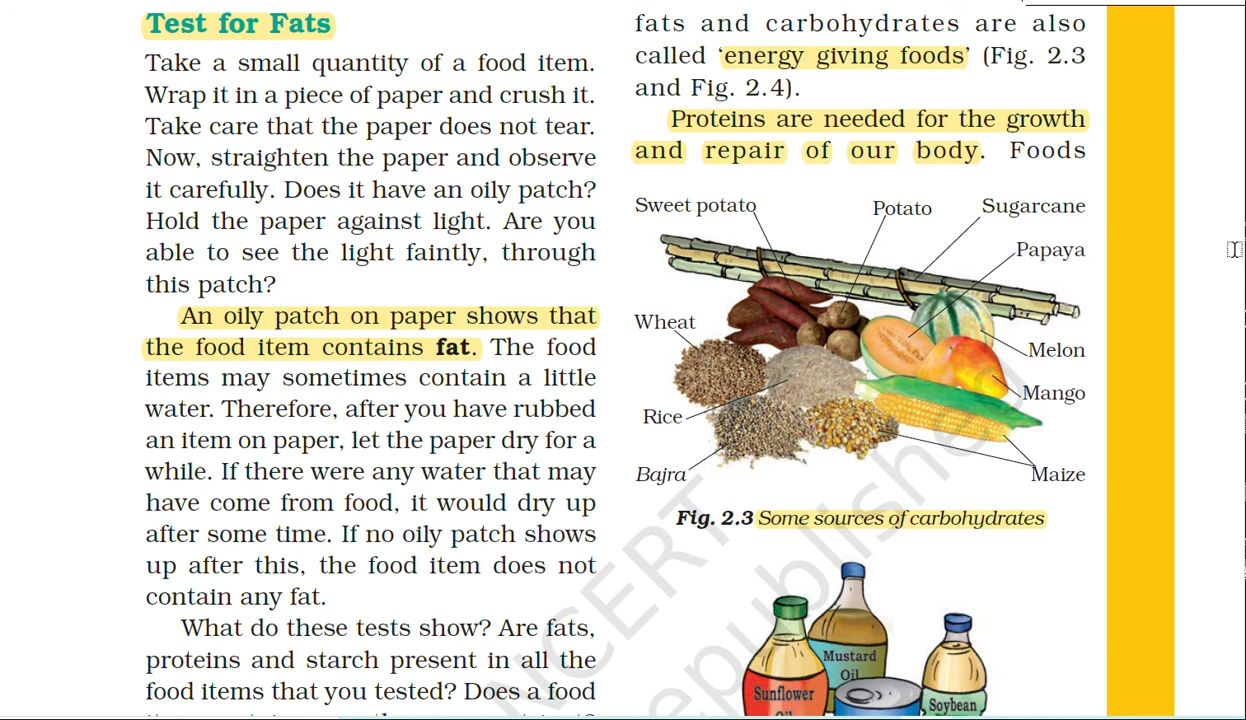 Test for Fats
Take a small quantity of a food item.
Wrap it in a piece of paper and crush it.
Take care that the paper does not tear.
Now, straighten the paper and observe
it carefully. Does it have an oily patch?
Hold the paper against light. Are you
able to see the light faintly, through
this patch?
An oily patch on paper shows that
the food item contains fat. The food
items may sometimes contain a little
water. Therefore, after you have rubbed
an item on paper, let the paper dry for a
while. If there were any water that may
have come from food, it would dry up
after some time. If no oily patch shows
up after this, the food item does not
contain any fat.
What do these tests show? Are fats,
proteins and starch present in all the
food items that you tested? Does a food
fats and carbohydrates are also
called ‘energy giving foods’ (Fig. 2.3
and Fig. 2.4).
Proteins are needed for the growth
and repair of our body. Foods
Sweet potato
Potato
Sugarcane
Papaya
Wheat
Melon
Mango
Rice
Bajra
Maize
Fig. 2.3 Some sources of carbohydrates
Mustard
Oil
Sunflower
Oil
Soybean
NCERT
republished